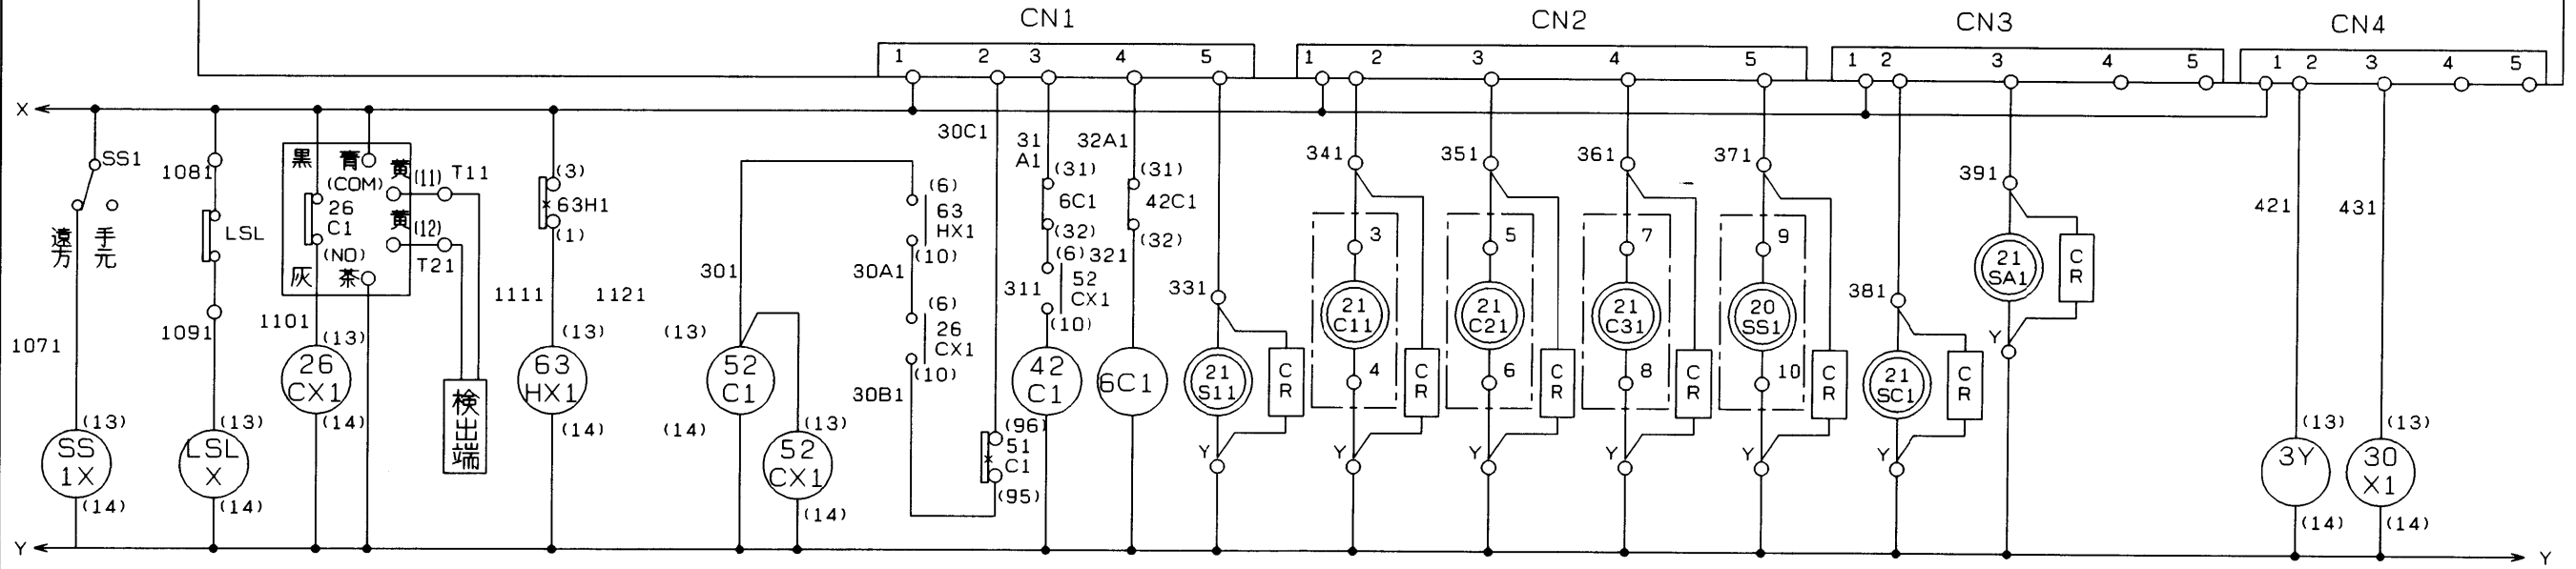 CN1
CN2
CN3
CN4
1 2 3 4 5
1 2 3 4 5
1 2 3 4 5
1 2 3 4 5
X
SS1
遠方
手元
1071
SS
1X
(13)
(14)
1081
LSL
1091
LSL
X
(13)
(14)
黒
青
黄
(COM)
(11)
T11
26
C1
黄
(12)
T21
(NO)
灰
茶
1101
(13)
26
CX1
(14)
検出端
(3)
63H1
(1)
1111
1121
(13)
63
HX1
(14)
301
(13)
52
C1
(14)
(13)
52
CX1
(14)
(6)
63
HX1
(10)
30A1
(6)
26
CX1
(10)
30B1
30C1
(96)
51
C1
(95)
31
A1
(31)
6C1
(32)
(6)
321
52
CX1
311
(10)
42
C1
32A1
(31)
42C1
(32)
6C1
331
21
S11
CR
Y
341
3
21
C11
4
CR
Y
351
5
21
C21
6
CR
Y
361
7
21
C31
8
CR
Y
371
9
20
SS1
10
CR
Y
381
21
SC1
CR
Y
391
21
SA1
CR
Y
421
(13)
3Y
(14)
431
(13)
30
X1
(14)
Y
Y